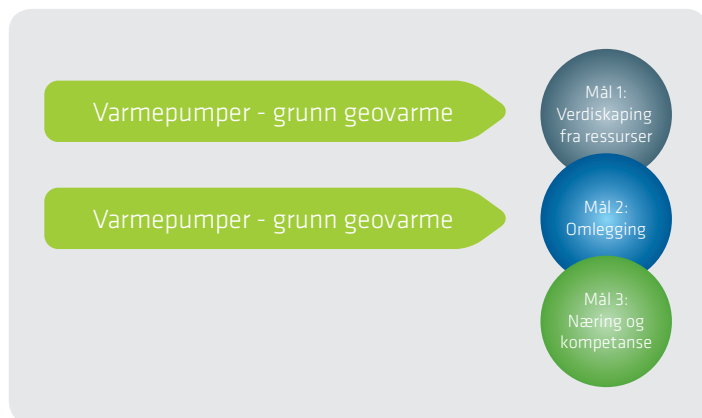 Varmepumper - grunn geovarme
Mål 1:
Verdiskaping
fra ressurser
Varmepumper - grunn geovarme
Mål 2:
Omlegging
Mål 3:
Næring og
kompetanse